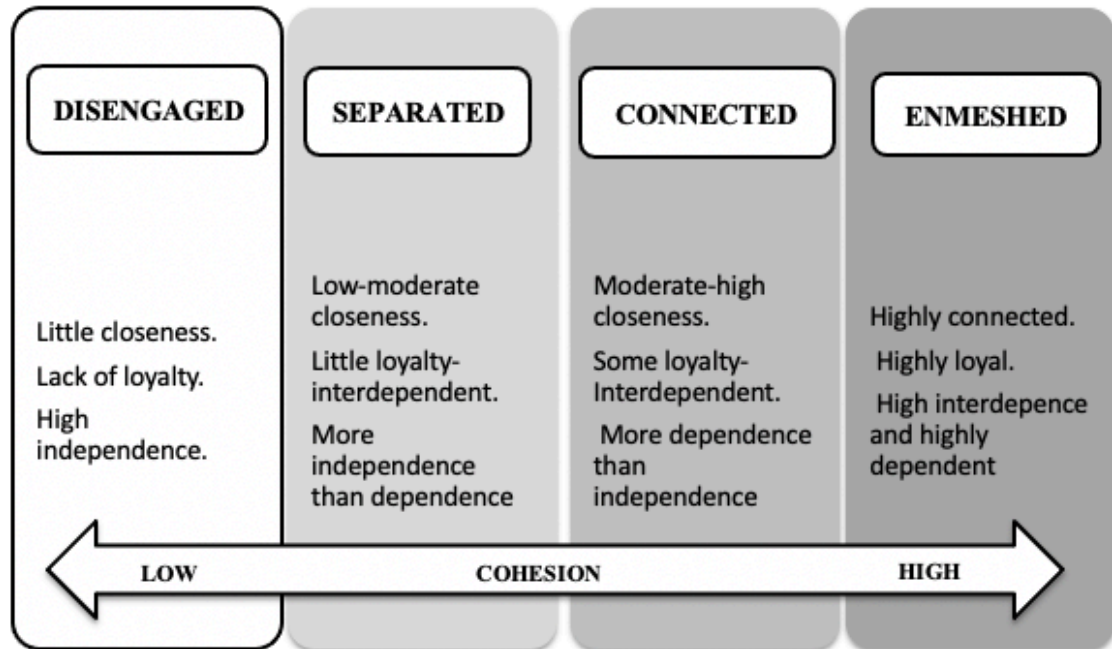 DISENGAGED
Little closeness.
Lack of loyalty.
High
independence.
SEPARATED
Low-moderate
closeness.
Little loyalty-
interdependent.
More
independence
than dependence
CONNECTED
Moderate-high
closeness.
Some loyalty-
Interdependent.
More dependence
than
independence
ENMESHED
Highly connected.
Highly loyal.
High interdepence
and highly
dependent
LOW
COHESION
HIGH